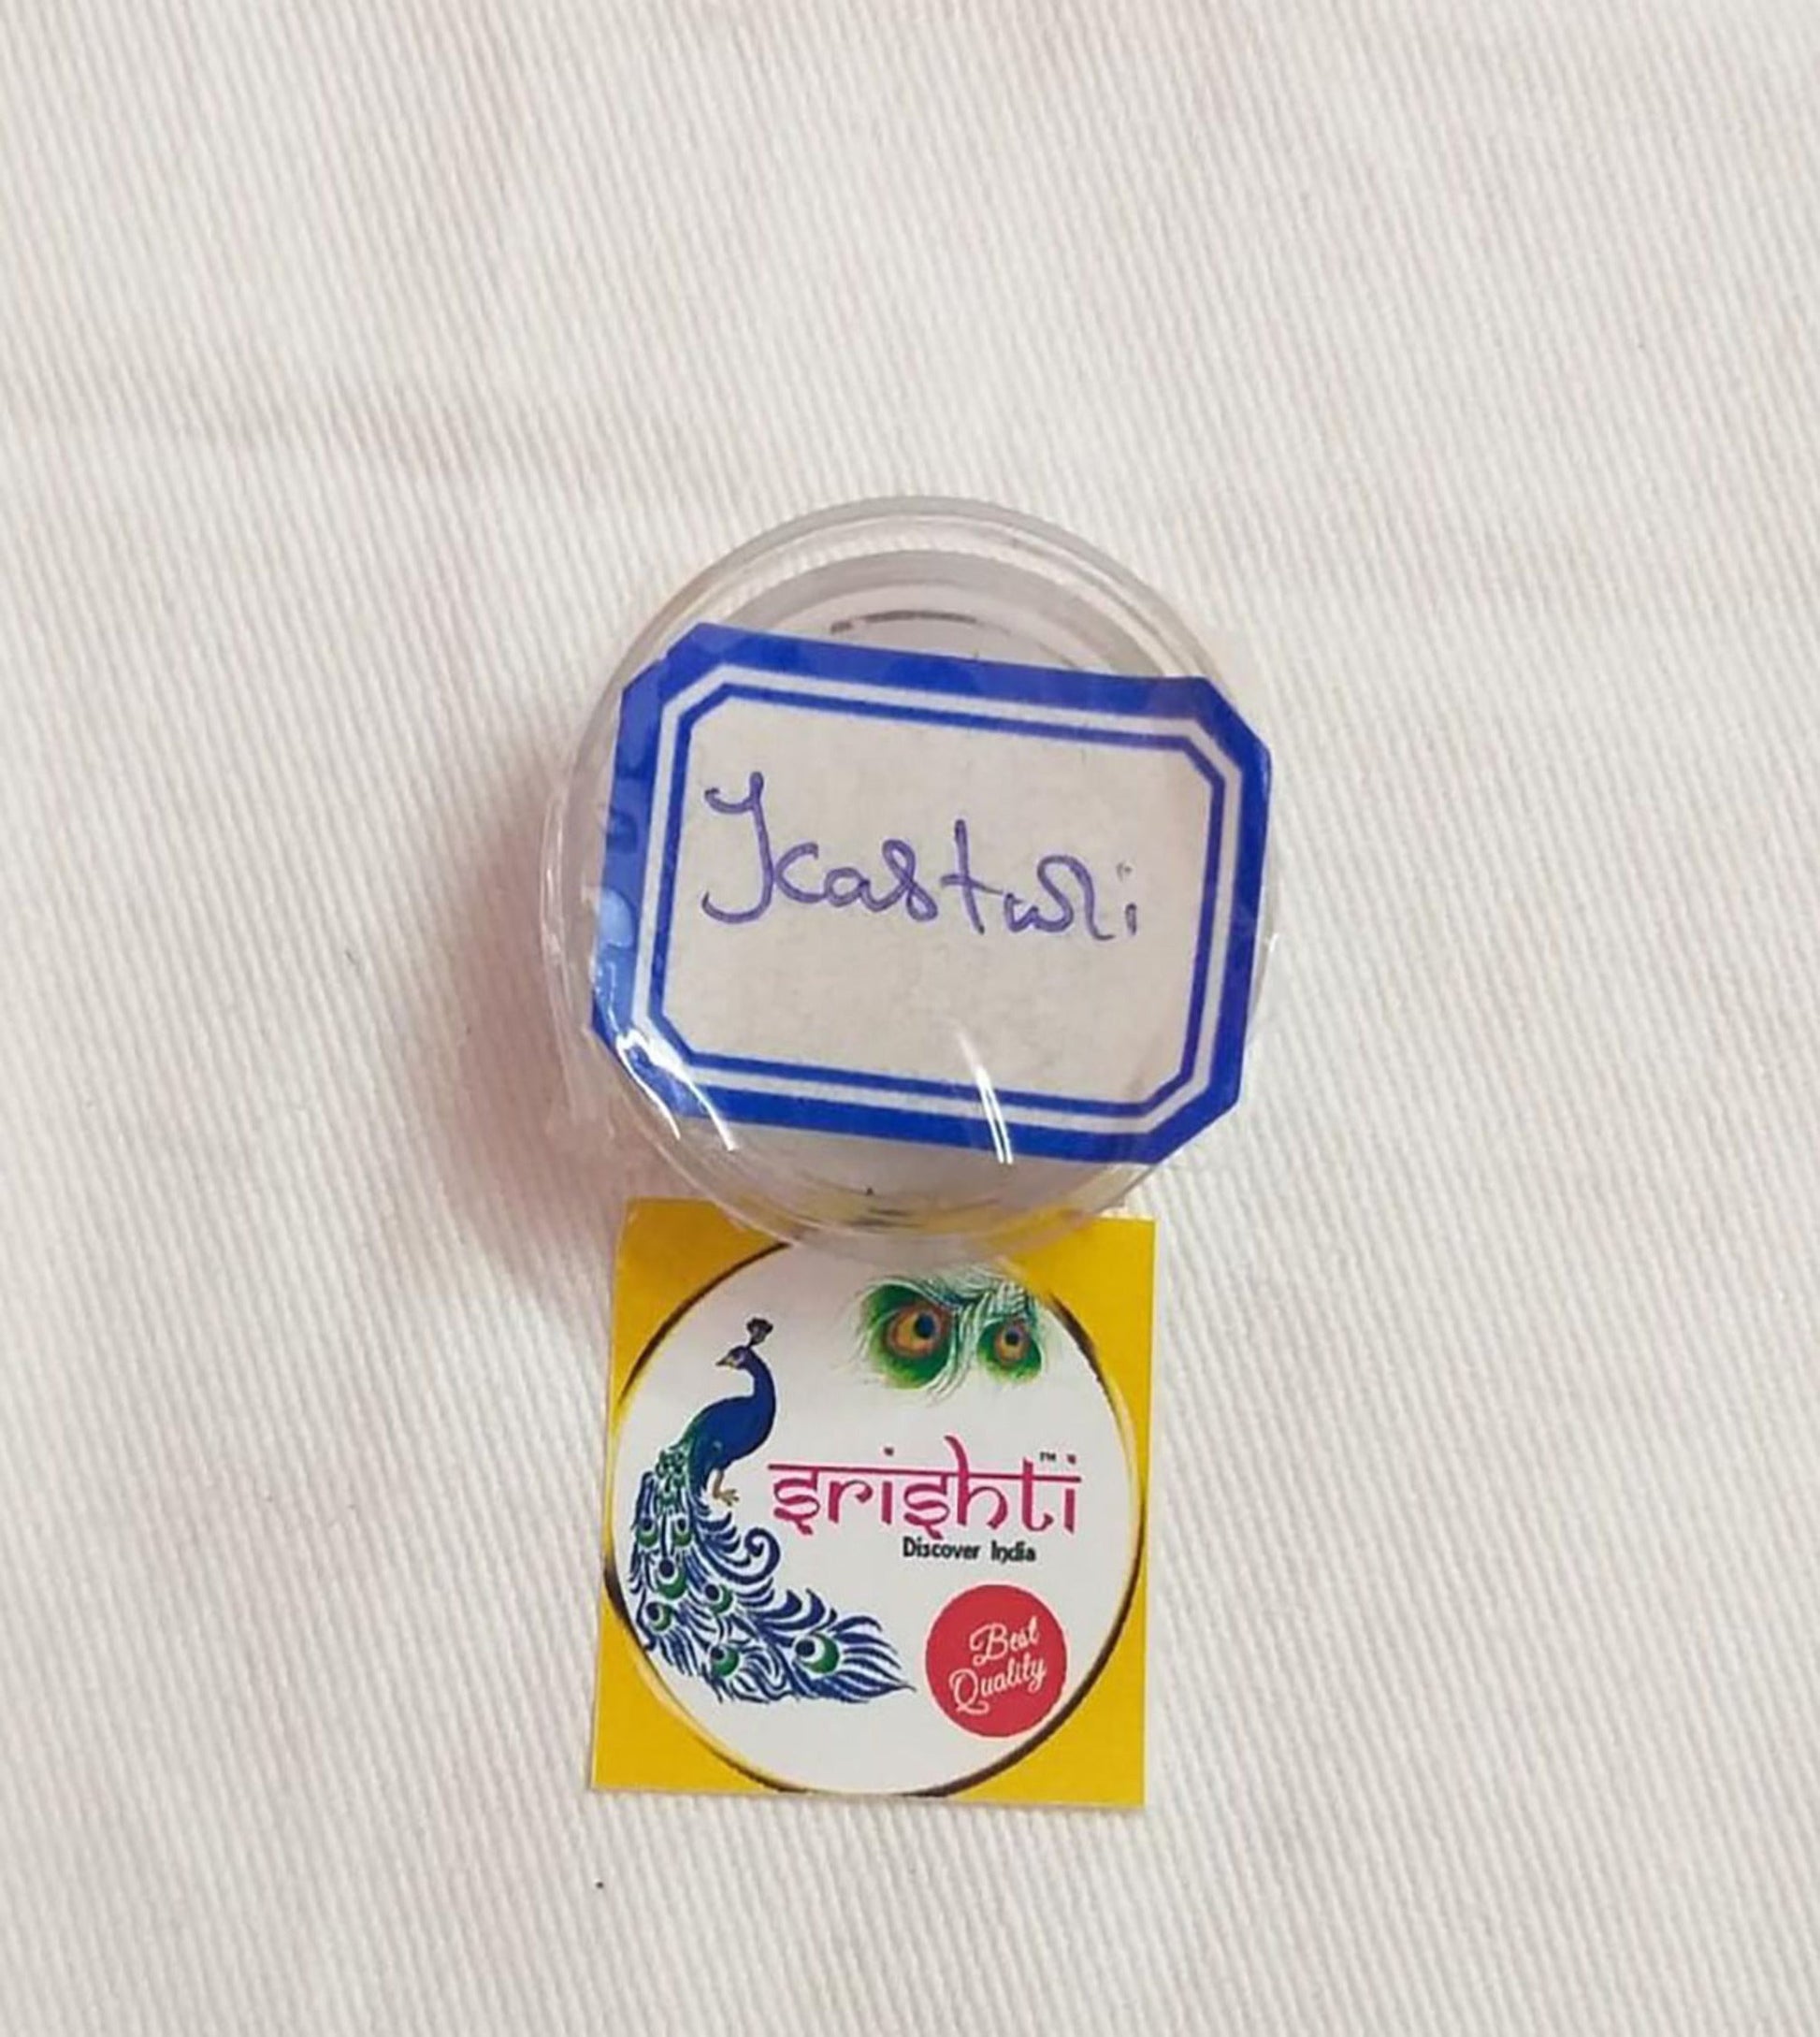 Kasturi
srishti™
Discover India
Best
Quality